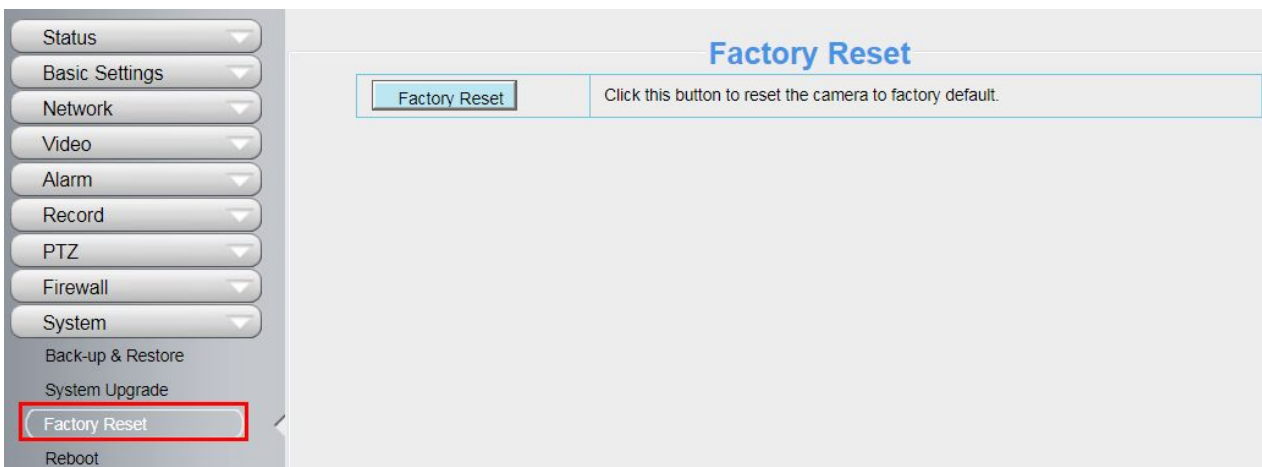 Status
Basic Settings
Network
Video
Alarm
Record
PTZ
Firewall
System
Back-up & Restore
System Upgrade
Factory Reset
Reboot
Factory Reset
Factory Reset
Click this button to reset the camera to factory default.